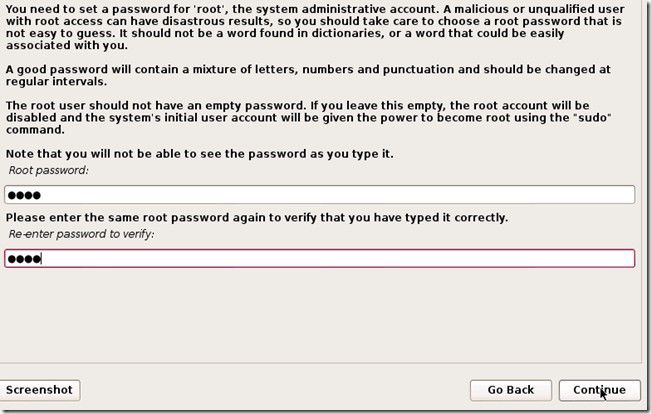 You need to set a password for 'root', the system administrative account. A malicious or unqualified user
with root access can have disastrous results, so you should take care to choose a root password that is
not easy to guess. It should not be a word found in dictionaries, or a word that could be easily
associated with you.
A good password will contain a mixture of letters, numbers and punctuation and should be changed at
regular intervals.
The root user should not have an empty password. If you leave this empty, the root account will be
disabled and the system's initial user account will be given the power to become root using the "sudo"
command.
Note that you will not be able to see the password as you type it.
Root password:
●●●●
Please enter the same root password again to verify that you have typed it correctly.
Re-enter password to verify:
●●●●
Screenshot
Go Back
Continue